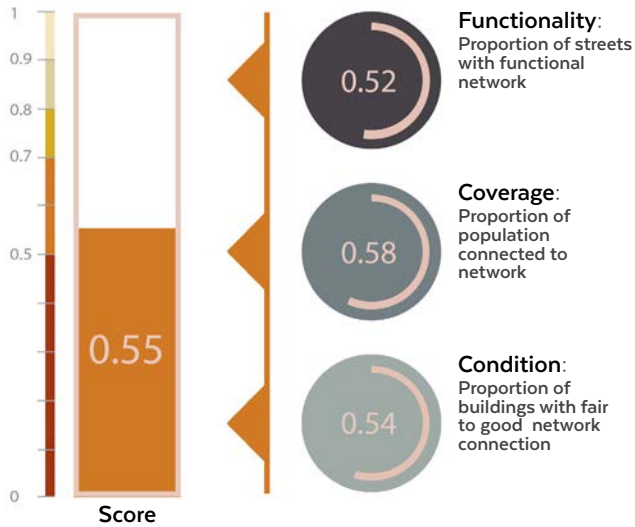 1
0.9
0.8
0.7
0.5
0
0.55
Score
0.52
Functionality:
Proportion of streets
with functional
network
0.58
Coverage:
Proportion of
population
connected to
network
0.54
Condition:
Proportion of
buildings with fair
to good network
connection